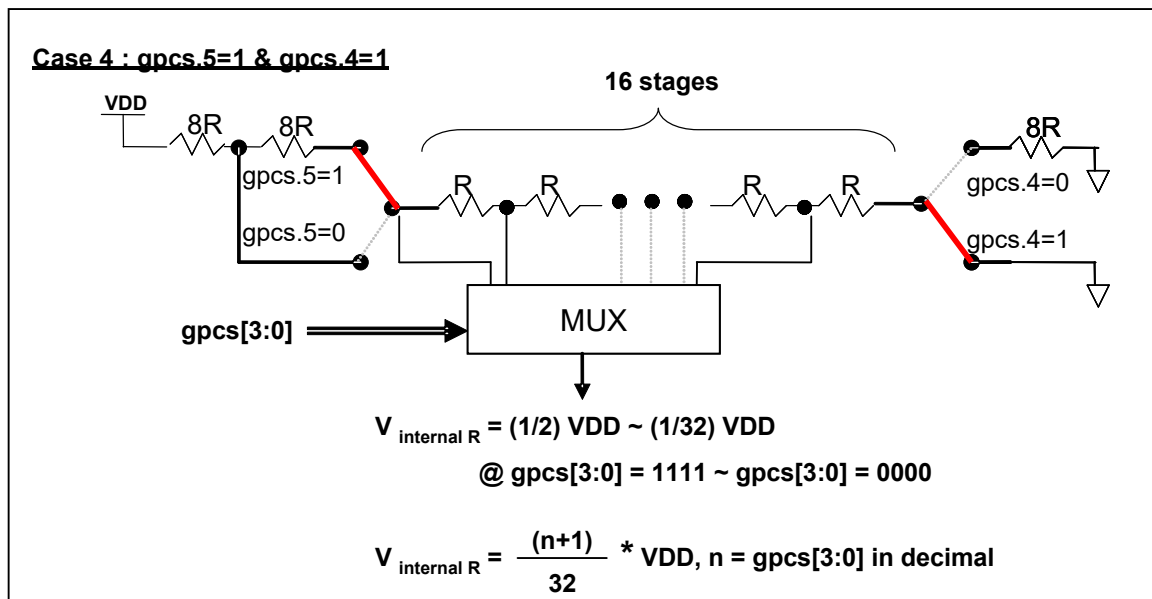 Case 4 : gpcs.5=1 & gpcs.4=1
16 stages
VDD
8R 8R 8R
gpcs.5=1 R R R R gpcs.4=0
gpcs.5=0 gpcs.4=1
MUX
gpcs[3:0]
V internal R = (1/2) VDD ~ (1/32) VDD
@ gpcs[3:0] = 1111 ~ gpcs[3:0] = 0000
(n+1)
V internal R = * VDD, n = gpcs[3:0] in decimal
32